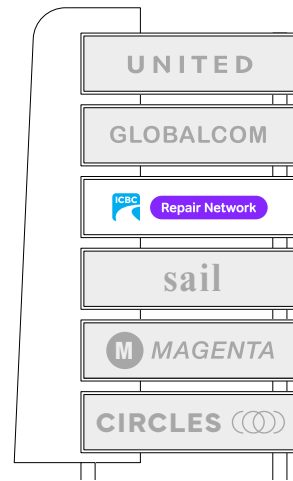 UNITED
GLOBALCOM
ICBC Repair Network
sail
M MAGENTA
CIRCLES